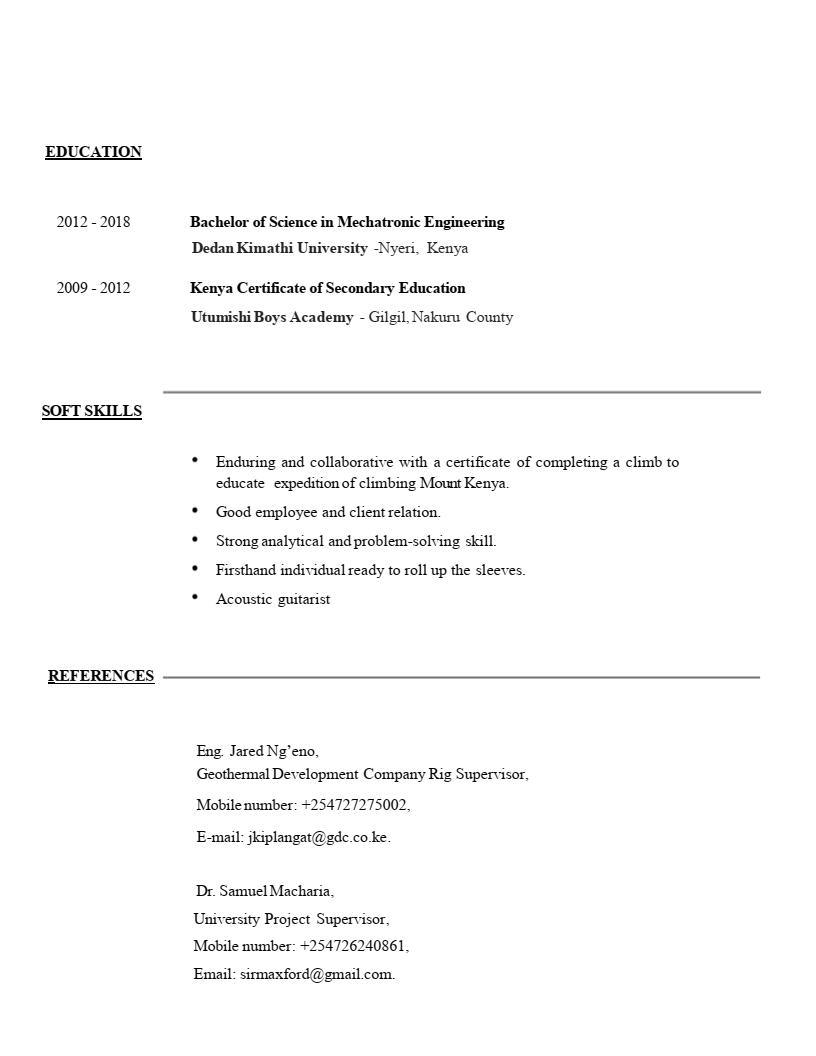 EDUCATION
2012 - 2018 Bachelor of Science in Mechatronic Engineering
Dedan Kimathi University -Nyeri, Kenya
2009 - 2012 Kenya Certificate of Secondary Education
Utumishi Boys Academy - Gilgil, Nakuru County
SOFT SKILLS
• Enduring and collaborative with a certificate of completing a climb to
educate expedition of climbing Mount Kenya.
• Good employee and client relation.
• Strong analytical and problem-solving skill.
• Firsthand individual ready to roll up the sleeves.
• Acoustic guitarist
REFERENCES
Eng. Jared Ng’eno,
Geothermal Development Company Rig Supervisor,
Mobile number: +254727275002,
E-mail: jkiplangat@gdc.co.ke.
Dr. Samuel Macharia,
University Project Supervisor,
Mobile number: +254726240861,
Email: sirmaxford@gmail.com.